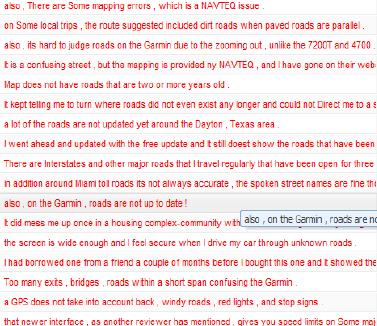 also , There are Some mapping errors , which is a NAVTEQ issue .
on Some local trips , the route suggested included dirt roads when paved roads are parallel .
also , its hard to judge roads on the Garmin due to the zooming out , unlike the 7200T and 4700 .
It is a confusing street , but the mapping is provided ny NAVTEQ , and I have gone on their webs
Map does not have roads that are two or more years old .
It kept telling me to turn where roads did not even exist any longer and could not Direct me to a s
a lot of the roads are not updated yet around the Dayton , Texas area .
I went ahead and updated with the free update and it still doest show the roads that have been
There are Interstates and other major roads that I travel regularly that have been open for three
in addition around Miami toll roads its not always accurate , the spoken street names are fine th
also , on the Garmin , roads are not up to date !
also , on the Garmin , roads are no
It did mess me up once in a housing complex-community with
the screen is wide enough and I feel secure when I drive my car through unknown roads .
I had borrowed one from a friend a couple of months before I bought this one and it showed the
Too many exits , bridges , roads within a short span confusing the Garmin .
a GPS does not take into account back , windy roads , red lights , and stop signs .
that newer interface , as another reviewer has mentioned , gives you speed limits on Some maj